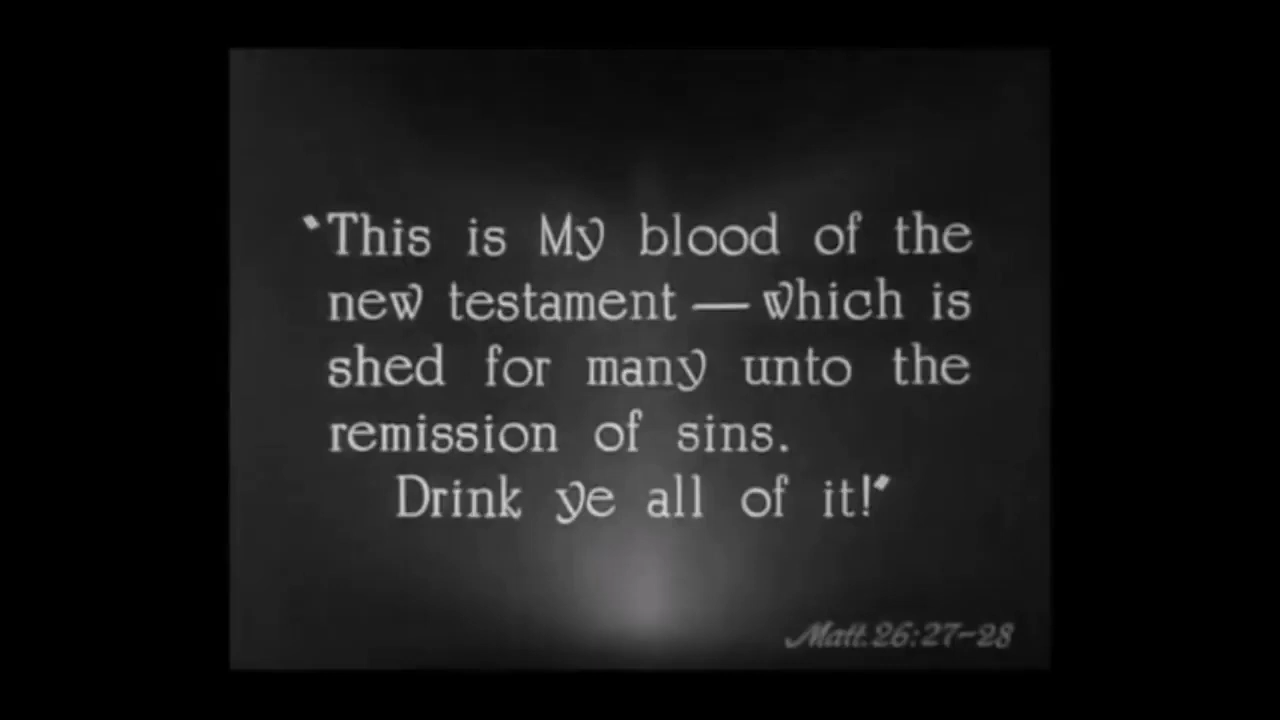 "This is My blood of the
new testament — which is
shed for many unto the
remission of sins.
Drink ye all of it!"
Matt. 26:27-28